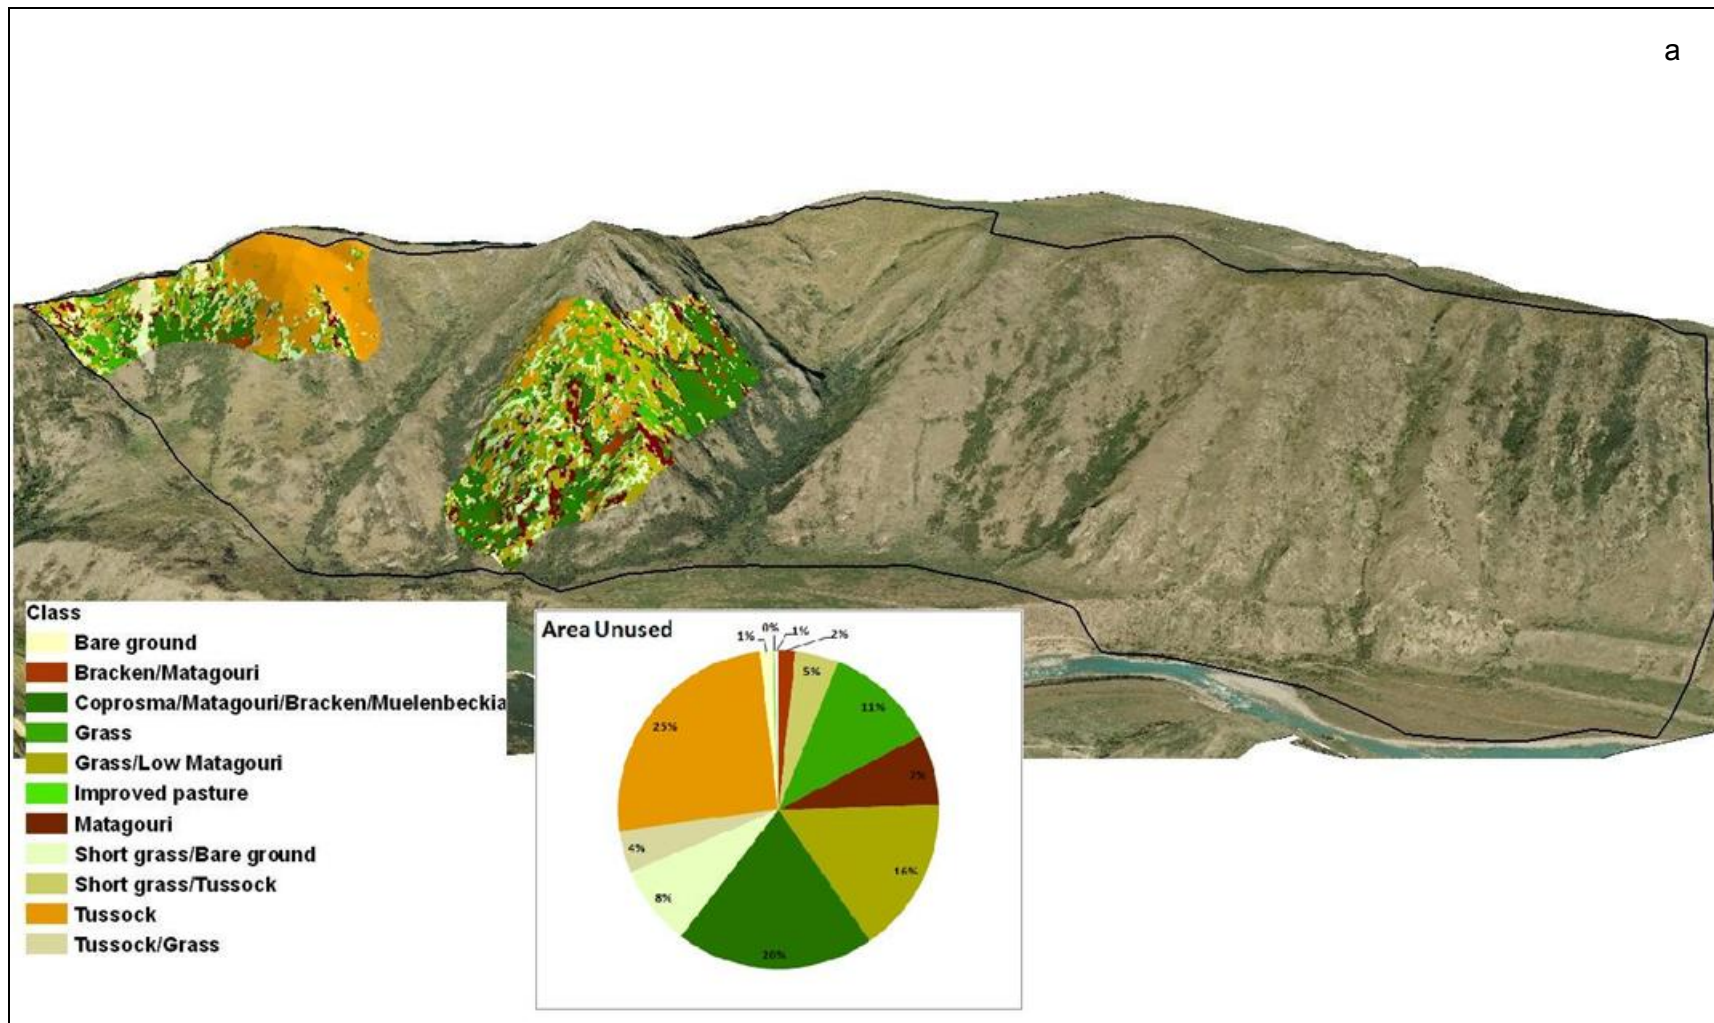 a
Class
Bare ground
Bracken/Matagouri
Coprosma/Matagouri/Bracken/Muelenbeckia
Grass
Grass/Low Matagouri
Improved pasture
Matagouri
Short grass/Bare ground
Short grass/Tussock
Tussock
Tussock/Grass
Area Unused
1%
0%
1%
2%
5%
11%
7%
16%
20%
8%
4%
25%